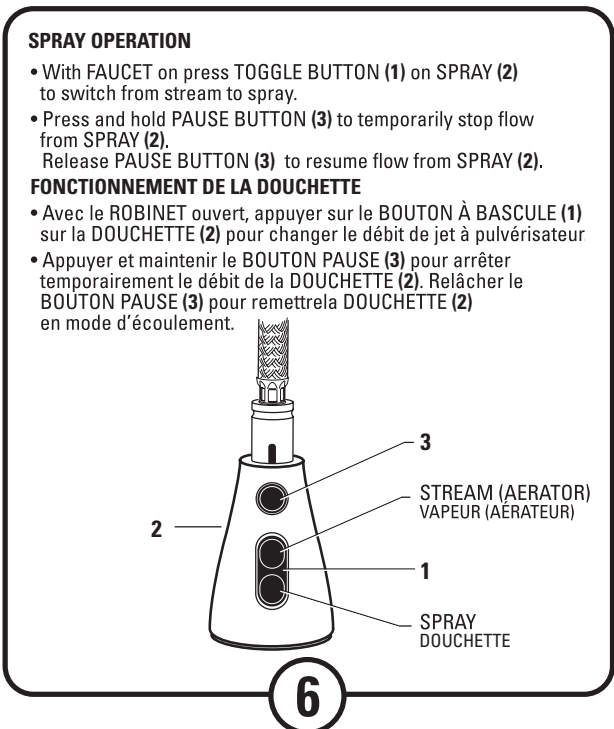 SPRAY OPERATION
• With FAUCET on press TOGGLE BUTTON (1) on SPRAY (2)
to switch from stream to spray.
• Press and hold PAUSE BUTTON (3) to temporarily stop flow
from SPRAY (2).
Release PAUSE BUTTON (3) to resume flow from SPRAY (2).
FONCTIONNEMENT DE LA DOUCHETTE
• Avec le ROBINET ouvert, appuyer sur le BOUTON À BASCULE (1)
sur la DOUCHETTE (2) pour changer le débit de jet à pulvérisateur.
• Appuyer et maintenir le BOUTON PAUSE (3) pour arrêter
temporairement le débit de la DOUCHETTE (2). Relâcher le
BOUTON PAUSE (3) pour remettrela DOUCHETTE (2)
en mode d'écoulement.
3
STREAM (AERATOR)
VAPEUR (AÉRATEUR)
2
1
SPRAY
DOUCHETTE
6